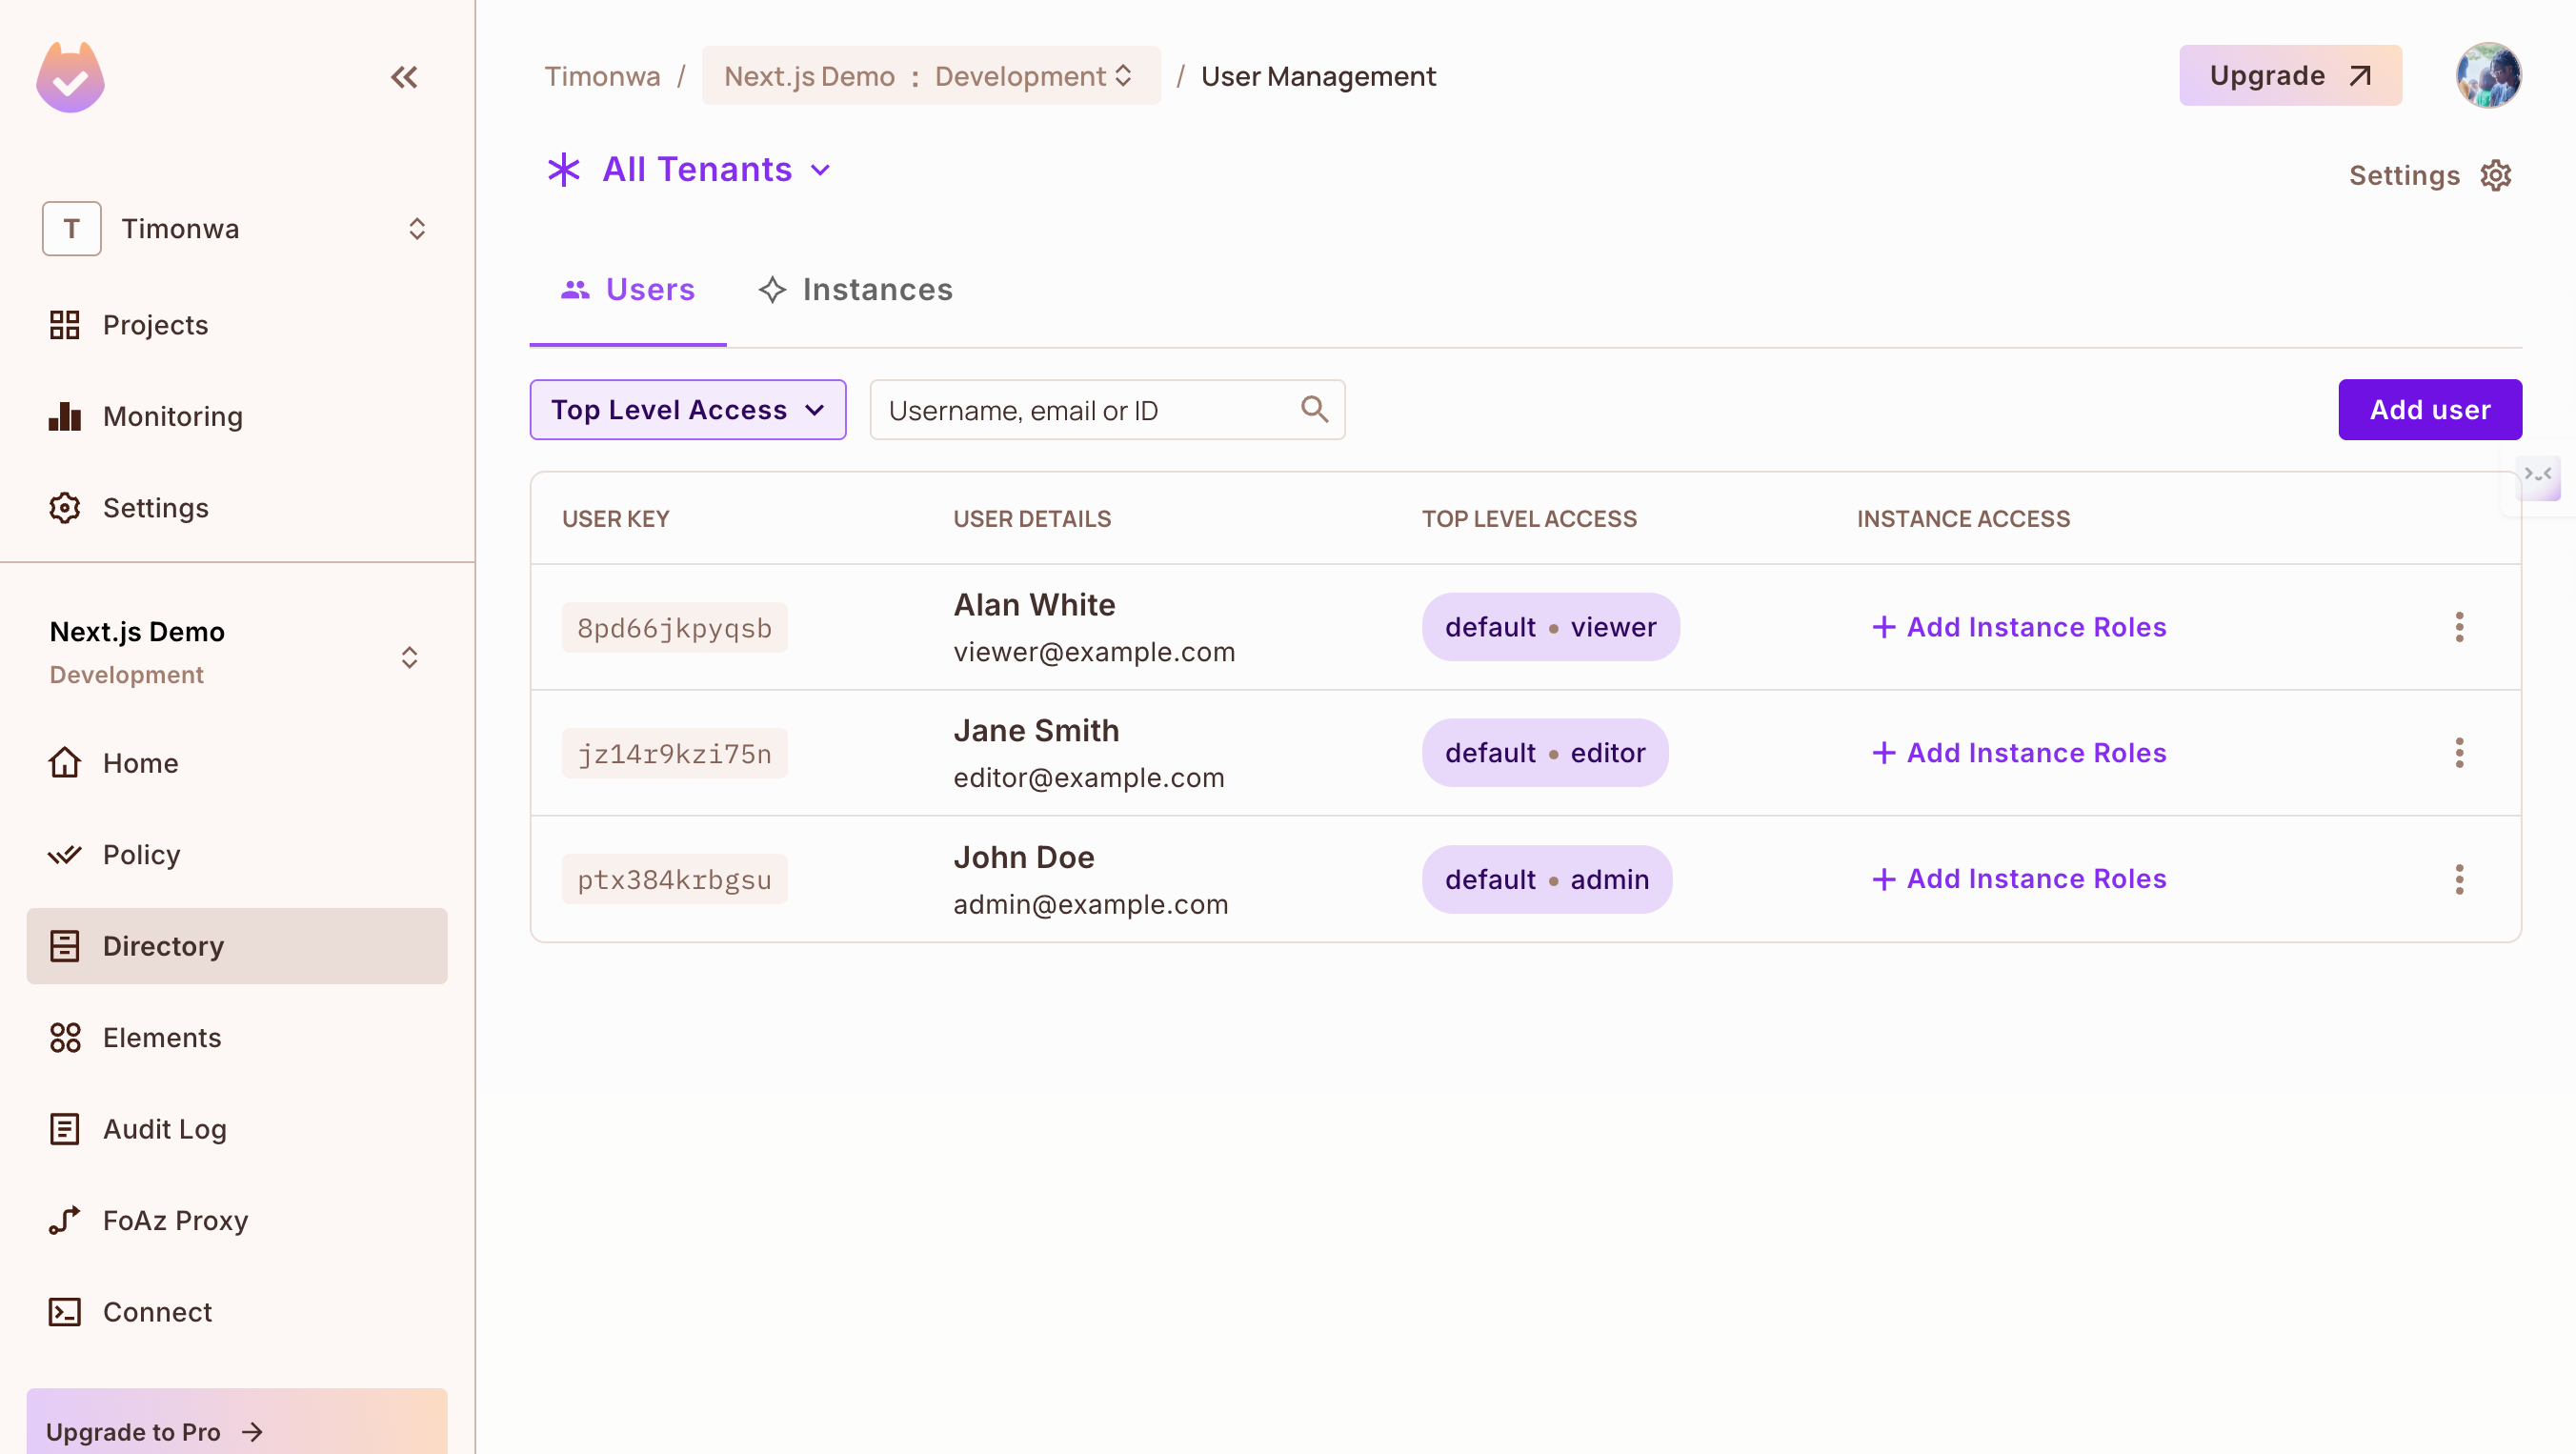 Timonwa / Next.js Demo : Development / User Management
Upgrade
All Tenants
Settings
T Timonwa
Projects
Monitoring
Settings
Next.js Demo
Development
Home
Policy
Directory
Elements
Audit Log
FoAz Proxy
Connect
Upgrade to Pro
Users Instances
Top Level Access Username, email or ID Add user
USER KEY USER DETAILS TOP LEVEL ACCESS INSTANCE ACCESS
8pd66jkpyqsb Alan White default • viewer + Add Instance Roles
viewer@example.com
jz14r9kzi75n Jane Smith default • editor + Add Instance Roles
editor@example.com
ptx384krbgsu John Doe default • admin + Add Instance Roles
admin@example.com